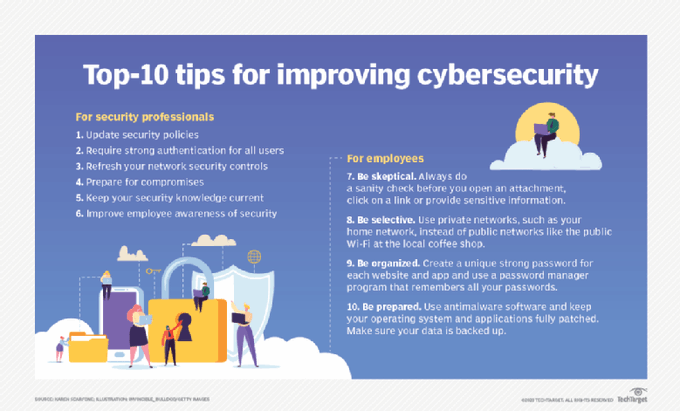 Top-10 tips for improving cybersecurity
For security professionals
1. Update security policies
2. Require strong authentication for all users
3. Refresh your network security controls
4. Prepare for compromises
5. Keep your security knowledge current
6. Improve employee awareness of security
For employees
7. Be skeptical. Always do
a sanity check before you open an attachment,
click on a link or provide sensitive information.
8. Be selective. Use private networks, such as your
home network, instead of public networks like the public
Wi-Fi at the local coffee shop.
9. Be organized. Create a unique strong password for
each website and app and use a password manager
program that remembers all your passwords.
10. Be prepared. Use antimalware software and keep
your operating system and applications fully patched.
Make sure your data is backed up.
SOURCE: KAREN SCARFONE; ILLUSTRATION: /GETTY IMAGES
TECHTARGET. ALL RIGHTS RESERVED
TechTarget